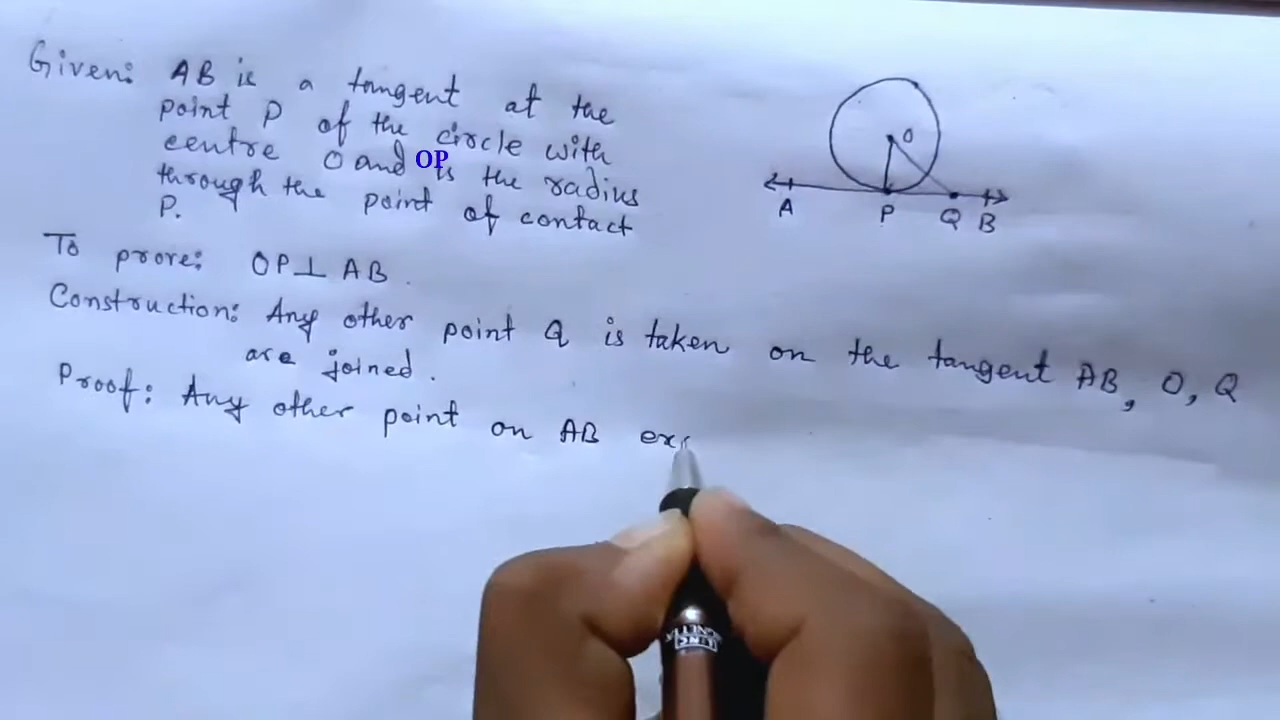 Given: AB is a tangent at the
point P of the circle with
centre O and OP is the radius
through the point of contact
P.
To prove: OP⊥ AB.
Construction: Any other point Q is taken on the tangent AB, O, Q
are joined.
Proof: Any other point on AB ex
O
A P Q B
LINC